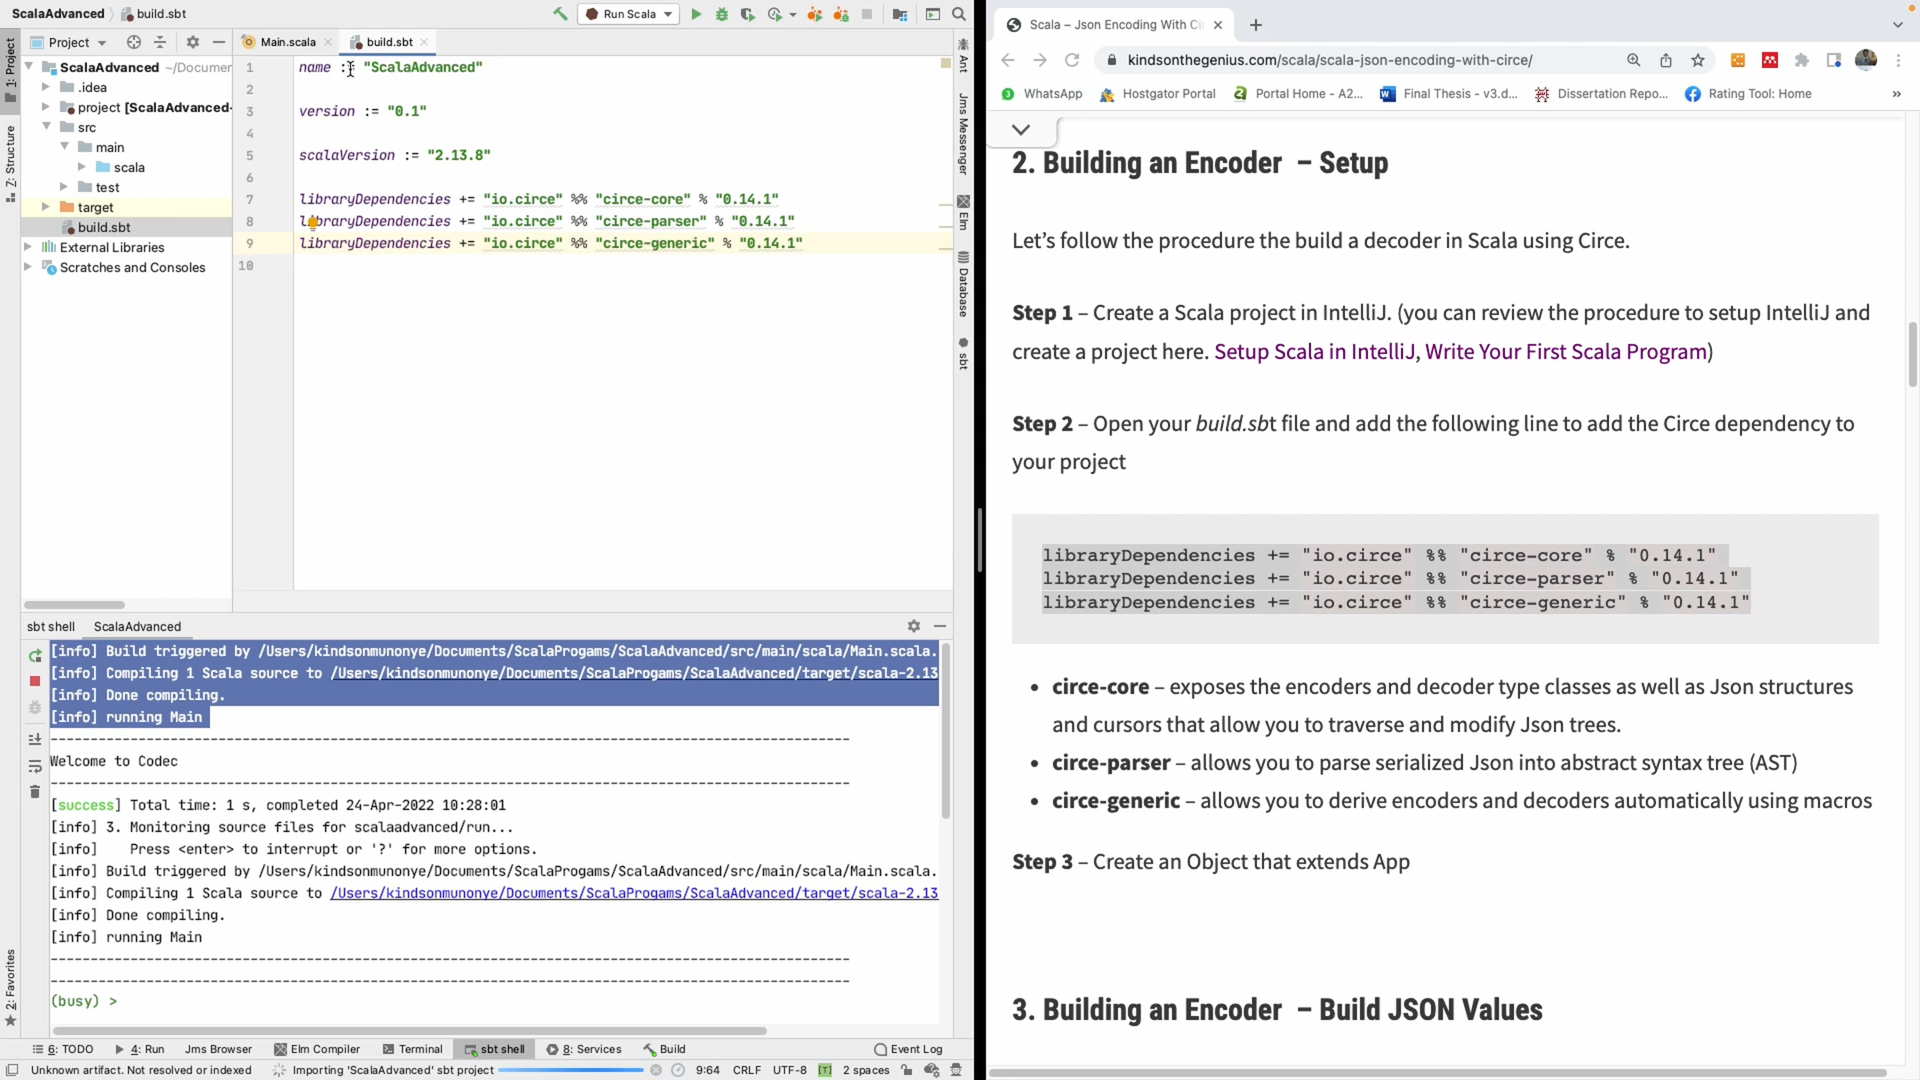 ScalaAdvanced
build.sbt
Run Scala
Project
Main.scala
build.sbt
1: Project
Z: Structure
2: Favorites
ScalaAdvanced ~/Documen
.idea
project [ScalaAdvanced-
src
main
scala
test
target
build.sbt
External Libraries
Scratches and Consoles
1 name := "ScalaAdvanced"
2
3 version := "0.1"
4
5 scalaVersion := "2.13.8"
6
7 libraryDependencies += "io.circe" %% "circe-core" % "0.14.1"
8 libraryDependencies += "io.circe" %% "circe-parser" % "0.14.1"
9 libraryDependencies += "io.circe" %% "circe-generic" % "0.14.1"
10
Ant
Jms Messenger
Elm
Database
sbt
sbt shell
ScalaAdvanced
[info] Build triggered by /Users/kindsonmunonye/Documents/ScalaProgams/ScalaAdvanced/src/main/scala/Main.scala.
[info] Compiling 1 Scala source to /Users/kindsonmunonye/Documents/ScalaProgams/ScalaAdvanced/target/scala-2.13
[info] Done compiling.
[info] running Main
--------------------------------------------------------------------------------
Welcome to Codec
--------------------------------------------------------------------------------
[success] Total time: 1 s, completed 24-Apr-2022 10:28:01
[info] 3. Monitoring source files for scalaadvanced/run...
[info]    Press <enter> to interrupt or '?' for more options.
[info] Build triggered by /Users/kindsonmunonye/Documents/ScalaProgams/ScalaAdvanced/src/main/scala/Main.scala.
[info] Compiling 1 Scala source to /Users/kindsonmunonye/Documents/ScalaProgams/ScalaAdvanced/target/scala-2.13
[info] Done compiling.
[info] running Main
--------------------------------------------------------------------------------
--------------------------------------------------------------------------------
(busy) >
6: TODO
4: Run
Jms Browser
Elm Compiler
Terminal
sbt shell
8: Services
Build
Event Log
Unknown artifact. Not resolved or indexed
Importing 'ScalaAdvanced' sbt project
9:64
CRLF
UTF-8
[T]
2 spaces
Scala – Json Encoding With Ci
kindsonthegenius.com/scala/scala-json-encoding-with-circe/
WhatsApp
Hostgator Portal
Portal Home - A2...
Final Thesis - v3.d...
Dissertation Repo...
Rating Tool: Home
»
2. Building an Encoder – Setup
Let’s follow the procedure the build a decoder in Scala using Circe.
Step 1 – Create a Scala project in IntelliJ. (you can review the procedure to setup IntelliJ and
create a project here. Setup Scala in IntelliJ, Write Your First Scala Program)
Step 2 – Open your build.sbt file and add the following line to add the Circe dependency to
your project
libraryDependencies += "io.circe" %% "circe-core" % "0.14.1"
libraryDependencies += "io.circe" %% "circe-parser" % "0.14.1"
libraryDependencies += "io.circe" %% "circe-generic" % "0.14.1"
• circe-core – exposes the encoders and decoder type classes as well as Json structures
and cursors that allow you to traverse and modify Json trees.
• circe-parser – allows you to parse serialized Json into abstract syntax tree (AST)
• circe-generic – allows you to derive encoders and decoders automatically using macros
Step 3 – Create an Object that extends App
3. Building an Encoder – Build JSON Values